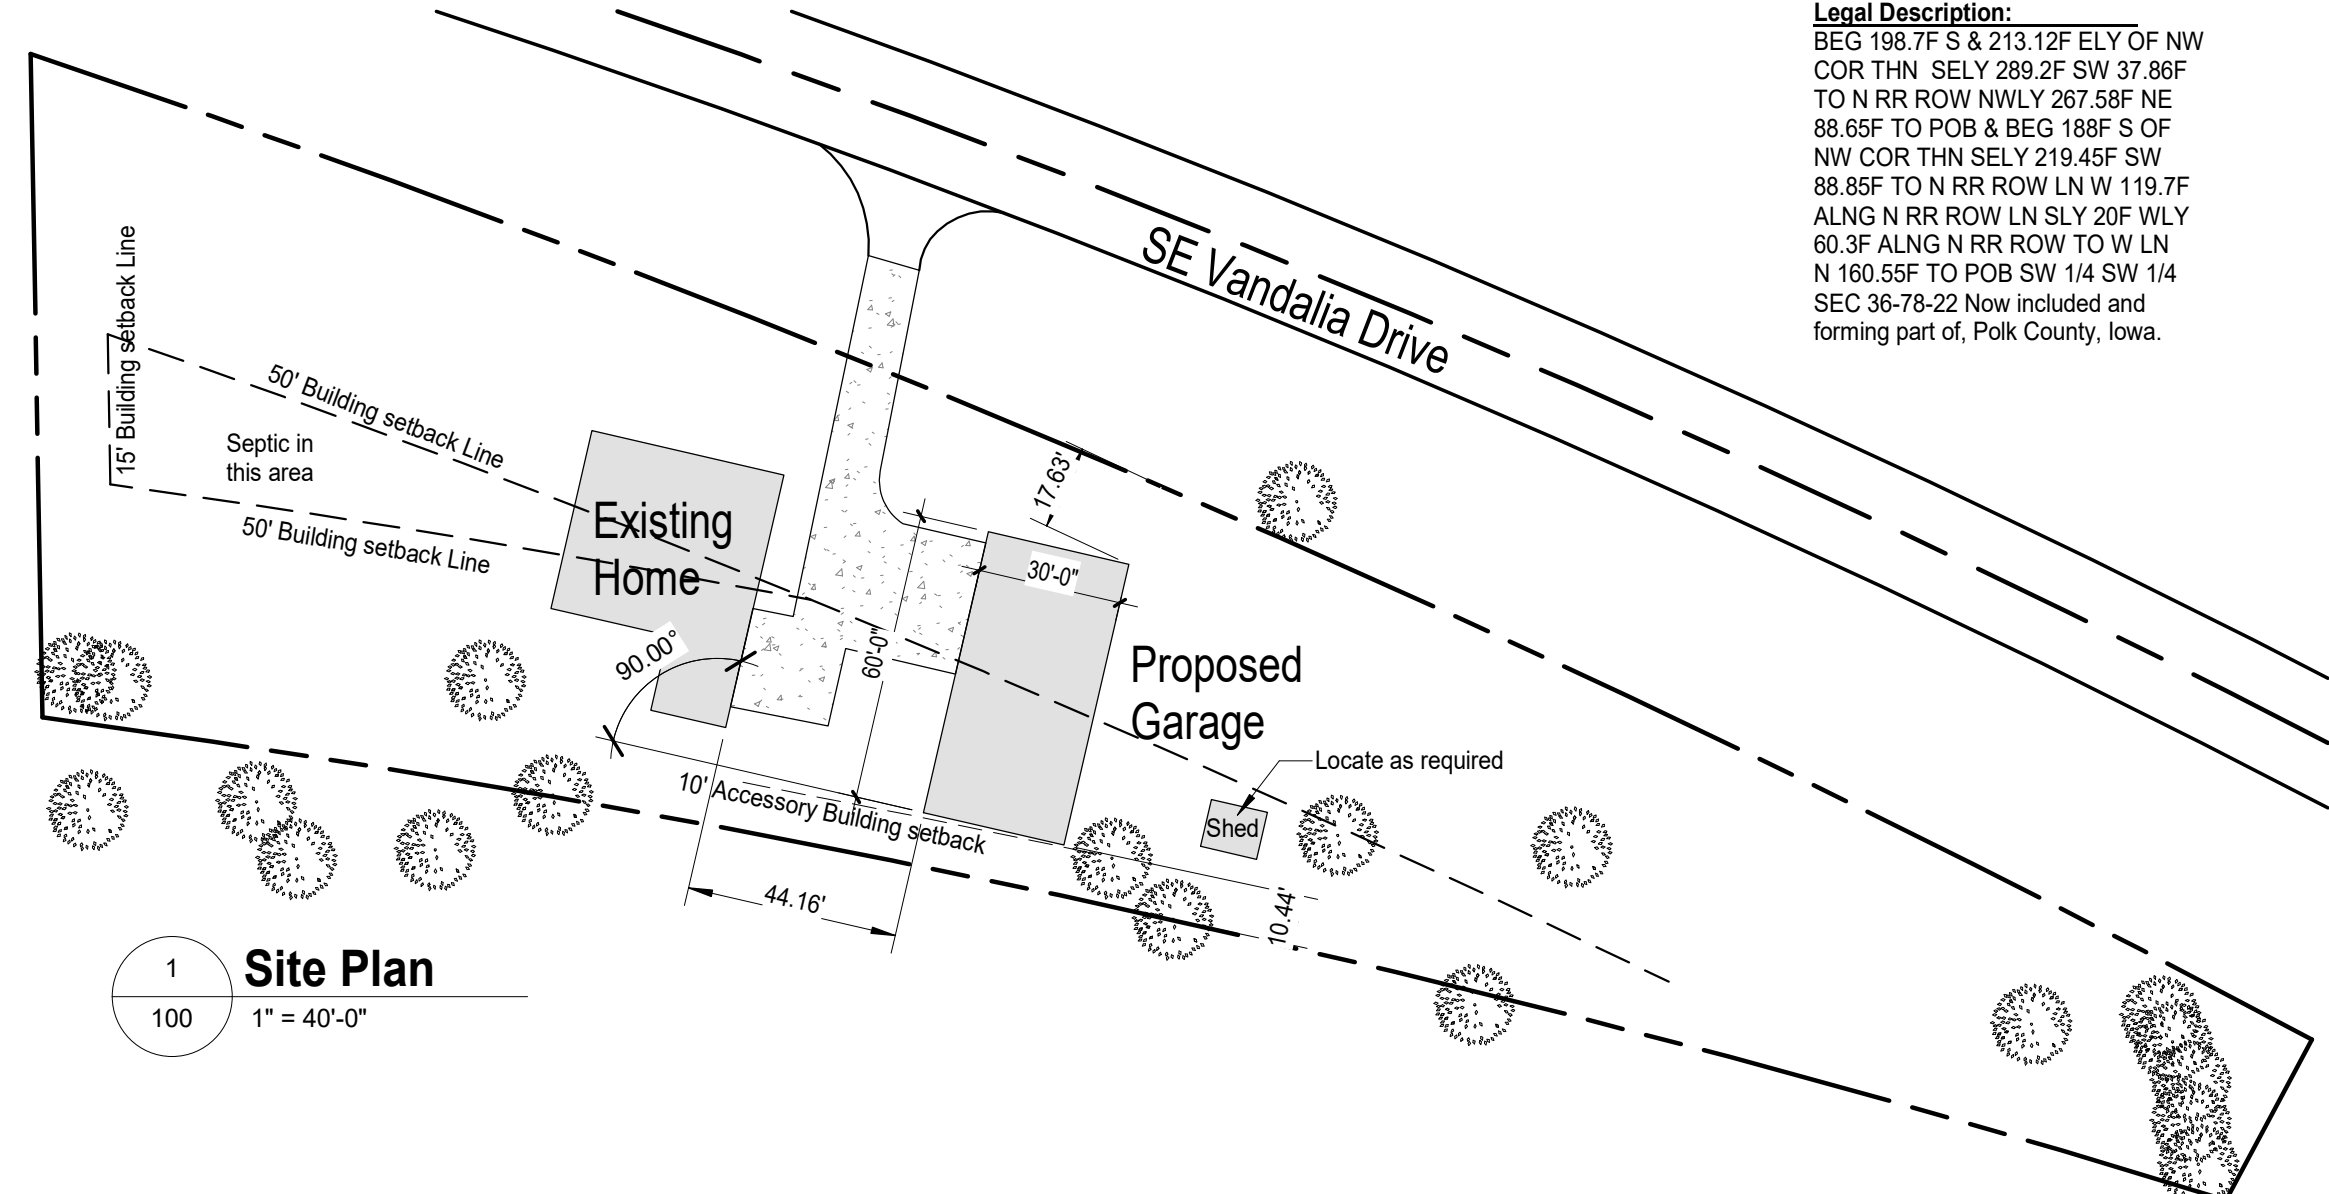 Legal Description:
BEG 198.7F S & 213.12F ELY OF NW
COR THN SELY 289.2F SW 37.86F
TO N RR ROW NWLY 267.58F NE
88.65F TO POB & BEG 188F S OF
NW COR THN SELY 219.45F SW
88.85F TO N RR ROW LN W 119.7F
ALNG N RR ROW LN SLY 20F WLY
60.3F ALNG N RR ROW TO W LN
N 160.55F TO POB SW 1/4 SW 1/4
SEC 36-78-22 Now included and
forming part of, Polk County, Iowa.
SE Vandalia Drive
15' Building setback Line
50' Building setback Line
Septic in
this area
50' Building setback Line
Existing
Home
90.00°
17.63'
30'-0"
60'-0"
Proposed
Garage
Locate as required
Shed
10' Accessory Building setback
44.16'
10.44'
1
100
Site Plan
1" = 40'-0"